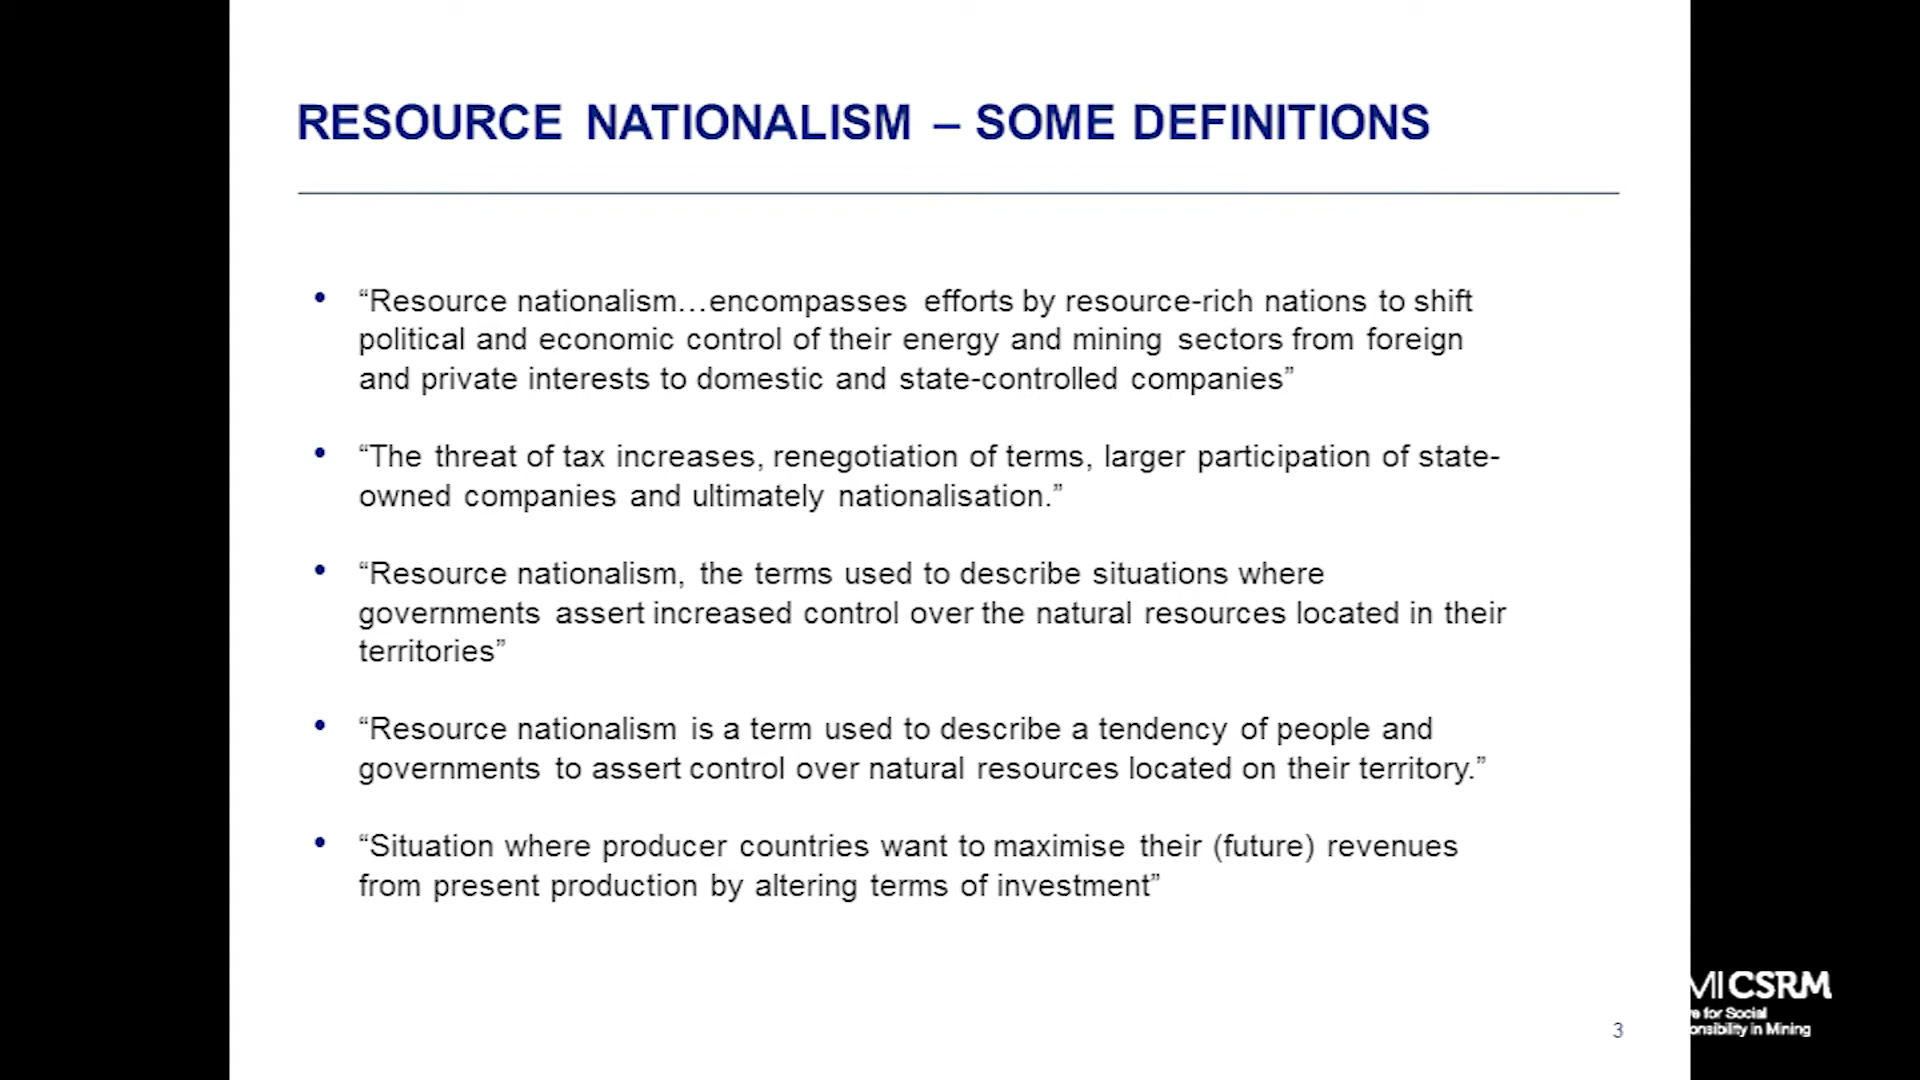 RESOURCE NATIONALISM – SOME DEFINITIONS
• “Resource nationalism…encompasses efforts by resource-rich nations to shift
political and economic control of their energy and mining sectors from foreign
and private interests to domestic and state-controlled companies”
• “The threat of tax increases, renegotiation of terms, larger participation of state-
owned companies and ultimately nationalisation.”
• “Resource nationalism, the terms used to describe situations where
governments assert increased control over the natural resources located in their
territories”
• “Resource nationalism is a term used to describe a tendency of people and
governments to assert control over natural resources located on their territory.”
• “Situation where producer countries want to maximise their (future) revenues
from present production by altering terms of investment”
CSRM
for Social
in Mining
3